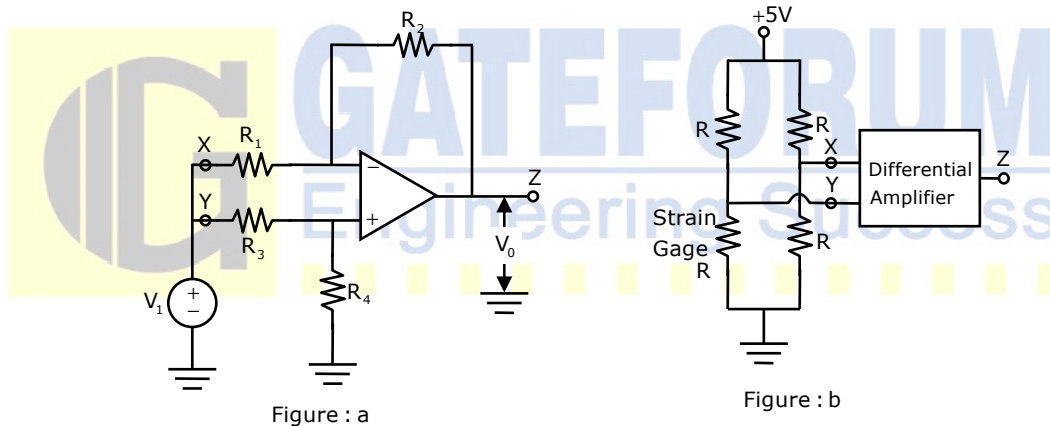 GATEFORUM
Engineering Success
R₂
X
R₁
Y
R₃
−
+
Z
V₀
R₄
V₁
+
−
Figure : a
+5V
R
R
X
Y
Differential
Amplifier
Z
Strain
Gage
R
R
Figure : b